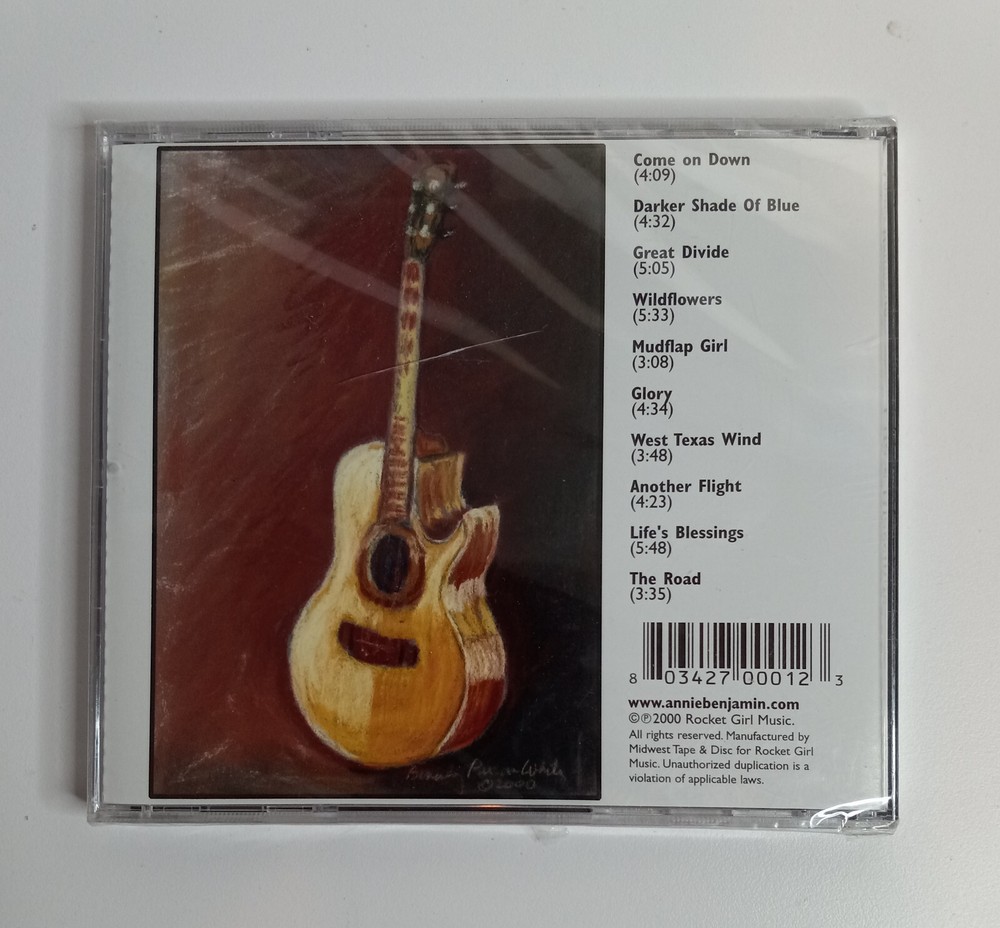 Come on Down
(4:09)
Darker Shade Of Blue
(4:32)
Great Divide
(5:05)
Wildflowers
(5:33)
Mudflap Girl
(3:08)
Glory
(4:34)
West Texas Wind
(3:48)
Another Flight
(4:23)
Life's Blessings
(5:48)
The Road
(3:35)
8 03427 00012 3
www.anniebenjamin.com
©℗2000 Rocket Girl Music.
All rights reserved. Manufactured by
Midwest Tape & Disc for Rocket Girl
Music. Unauthorized duplication is a
violation of applicable laws.
©2000